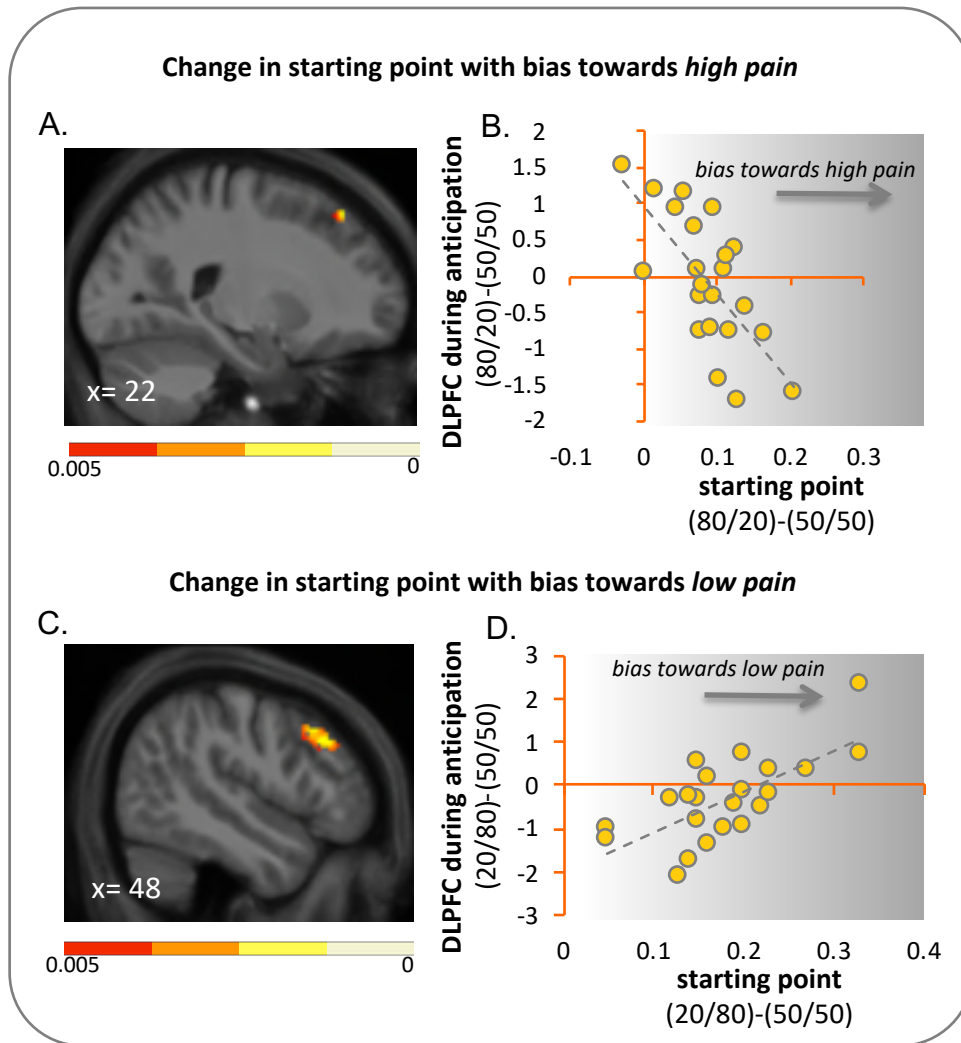 Change in starting point with bias towards high pain
A.
x= 22
0.005 0
B.
DLPFC during anticipation
(80/20)-(50/50)
2
1.5
1
0.5
0
-0.5
-1
-1.5
-2
bias towards high pain
-0.1 0 0.1 0.2 0.3
starting point
(80/20)-(50/50)
Change in starting point with bias towards low pain
C.
x= 48
0.005 0
D.
DLPFC during anticipation
(20/80)-(50/50)
3
2
1
0
-1
-2
-3
bias towards low pain
0 0.1 0.2 0.3 0.4
starting point
(20/80)-(50/50)